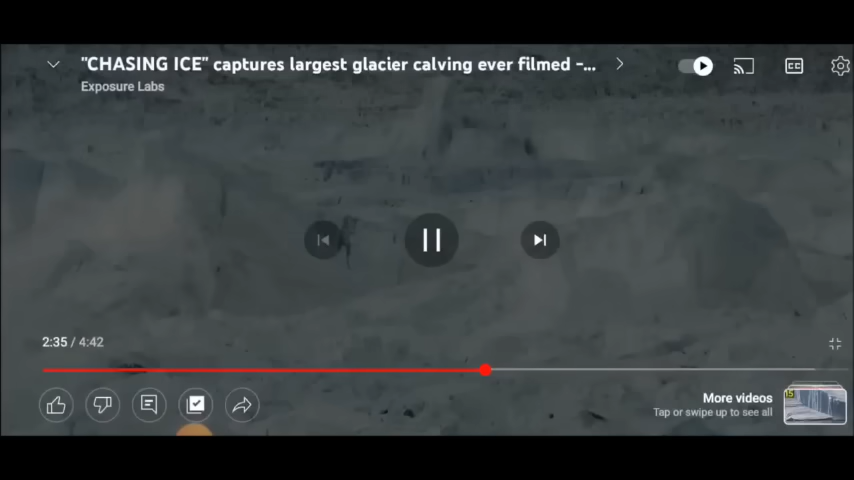 "CHASING ICE" captures largest glacier calving ever filmed -...
Exposure Labs
CC
2:35 / 4:42
More videos
Tap or swipe up to see all
15